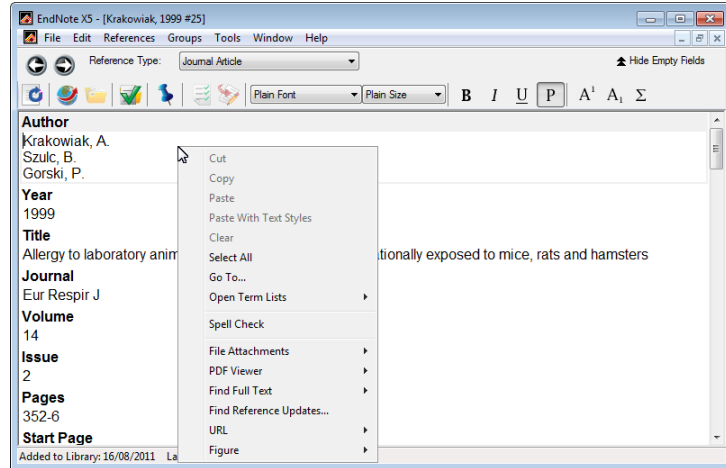 EndNote X5 - [Krakowiak, 1999 #25]
File Edit References Groups Tools Window Help
Reference Type: Journal Article Hide Empty Fields
Plain Font Plain Size B I U P A¹ A₁ Σ
Author
Krakowiak, A.
Szulc, B.
Gorski, P.
Year
1999
Title
Allergy to laboratory anim tionally exposed to mice, rats and hamsters
Journal
Eur Respir J
Volume
14
Issue
2
Pages
352-6
Start Page
Added to Library: 16/08/2011 La
Cut
Copy
Paste
Paste With Text Styles
Clear
Select All
Go To...
Open Term Lists
Spell Check
File Attachments
PDF Viewer
Find Full Text
Find Reference Updates...
URL
Figure